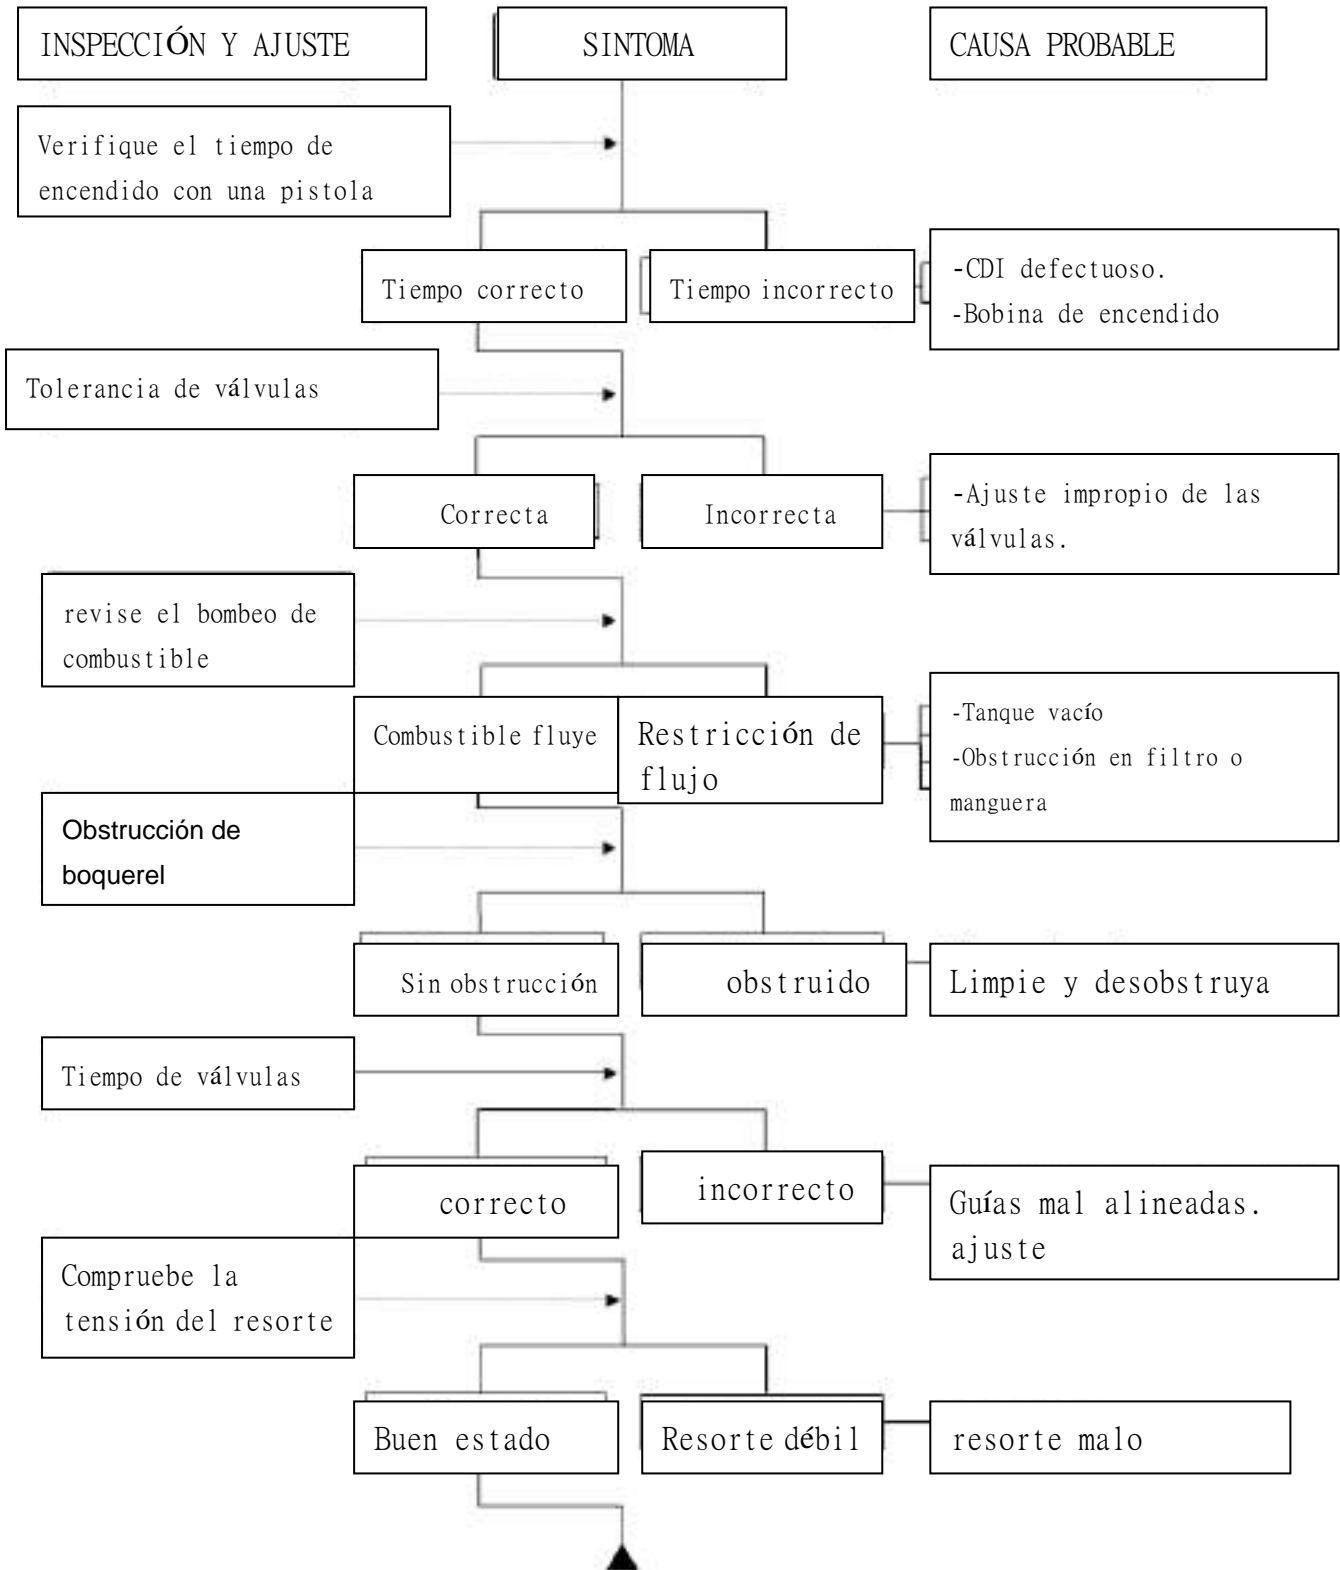 INSPECCIÓN Y AJUSTE
SINTOMA
CAUSA PROBABLE
Verifique el tiempo de
encendido con una pistola
Tiempo correcto
Tiempo incorrecto
-CDI defectuoso.
-Bobina de encendido
Tolerancia de válvulas
Correcta
Incorrecta
-Ajuste impropio de las
válvulas.
revise el bombeo de
combustible
Combustible fluye
Restricción de
flujo
-Tanque vacío
-Obstrucción en filtro o
manguera
Obstrucción de
boquerel
Sin obstrucción
obstruido
Limpie y desobstruya
Tiempo de válvulas
correcto
incorrecto
Guías mal alineadas.
ajuste
Compruebe la
tensión del resorte
Buen estado
Resorte débil
resorte malo